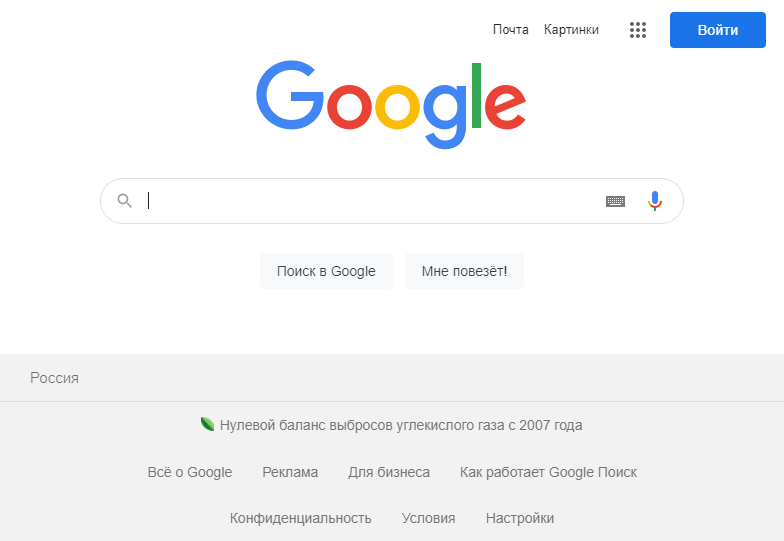 Почта Картинки Войти
Google
Поиск в Google Мне повезёт!
Россия
Нулевой баланс выбросов углекислого газа с 2007 года
Всё о Google Реклама Для бизнеса Как работает Google Поиск
Конфиденциальность Условия Настройки